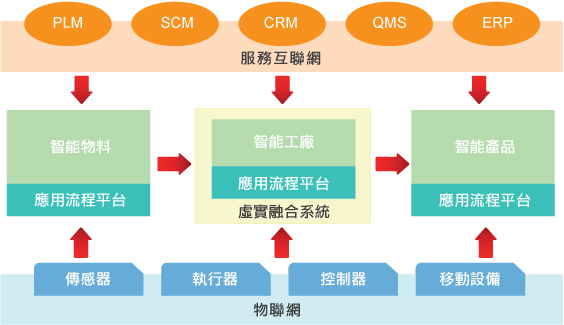 PLM SCM CRM QMS ERP
服務互聯網
智能物料 智能工廠 智能產品
應用流程平台 應用流程平台 應用流程平台
虛實融合系統
傳感器 執行器 控制器 移動設備
物聯網